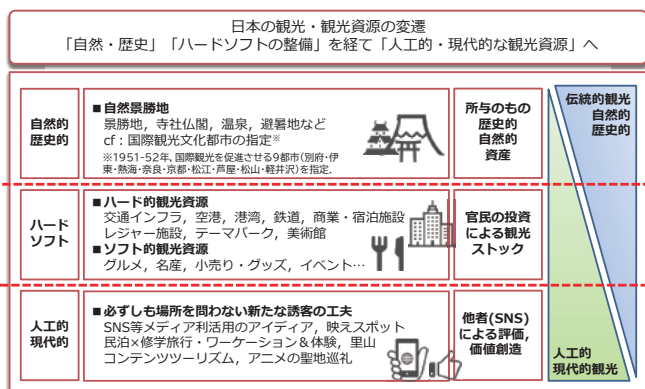 日本の観光・観光資源の変遷
「自然・歴史」「ハードソフトの整備」を経て「人工的・現代的な観光資源」へ
自然的
歴史的
■自然景勝地
景勝地，寺社仏閣，温泉，避暑地など
cf：国際観光文化都市の指定※
※1951-52年，国際観光を促進させる9都市(別府・伊
東・熱海・奈良・京都・松江・芦屋・松山・軽井沢)を指定．
所与のもの
歴史的
自然的
資産
伝統的観光
自然的
歴史的
ハード
ソフト
■ハード的観光資源
交通インフラ，空港，港湾，鉄道，商業・宿泊施設
レジャー施設，テーマパーク，美術館
■ソフト的観光資源
グルメ，名産，小売り・グッズ，イベント…
官民の投資
による観光
ストック
人工的
現代的
■必ずしも場所を問わない新たな誘客の工夫
SNS等メディア利活用のアイディア，映えスポット
民泊×修学旅行・ワーケーション＆体験，里山
コンテンツツーリズム，アニメの聖地巡礼
他者(SNS)
による評価，
価値創造
人工的
現代的観光